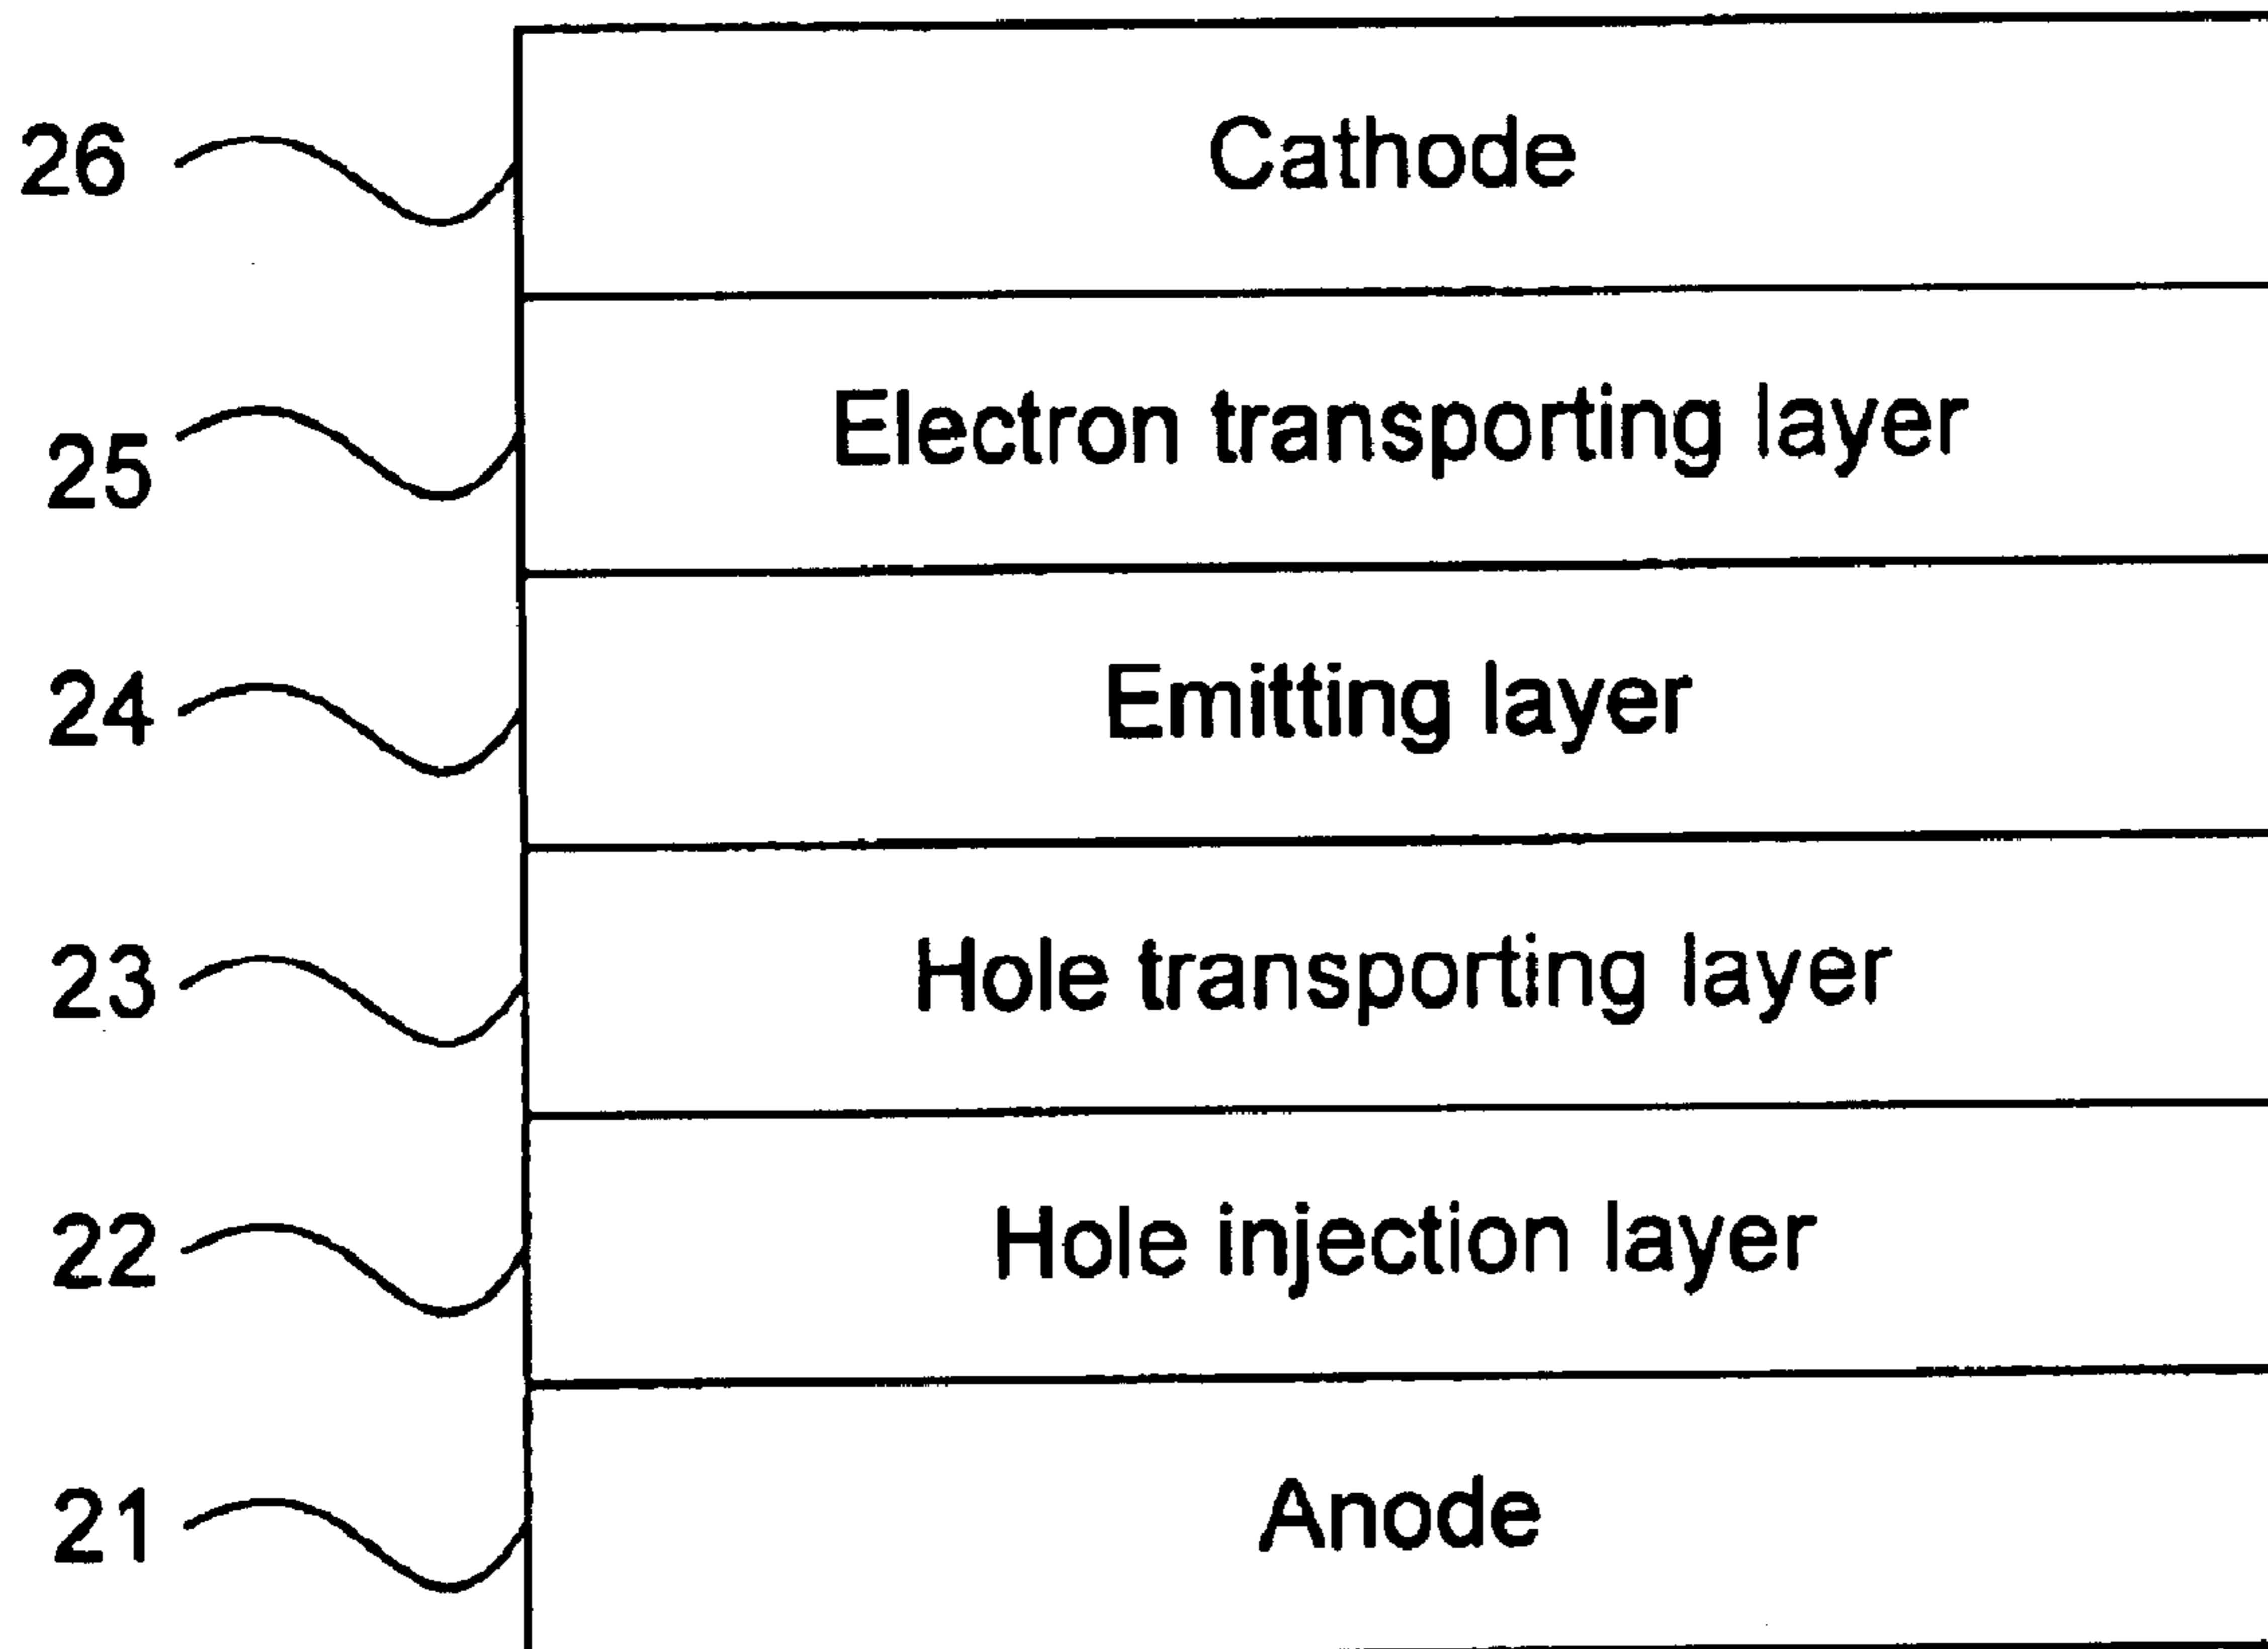 26 Cathode
25 Electron transporting layer
24 Emitting layer
23 Hole transporting layer
22 Hole injection layer
21 Anode